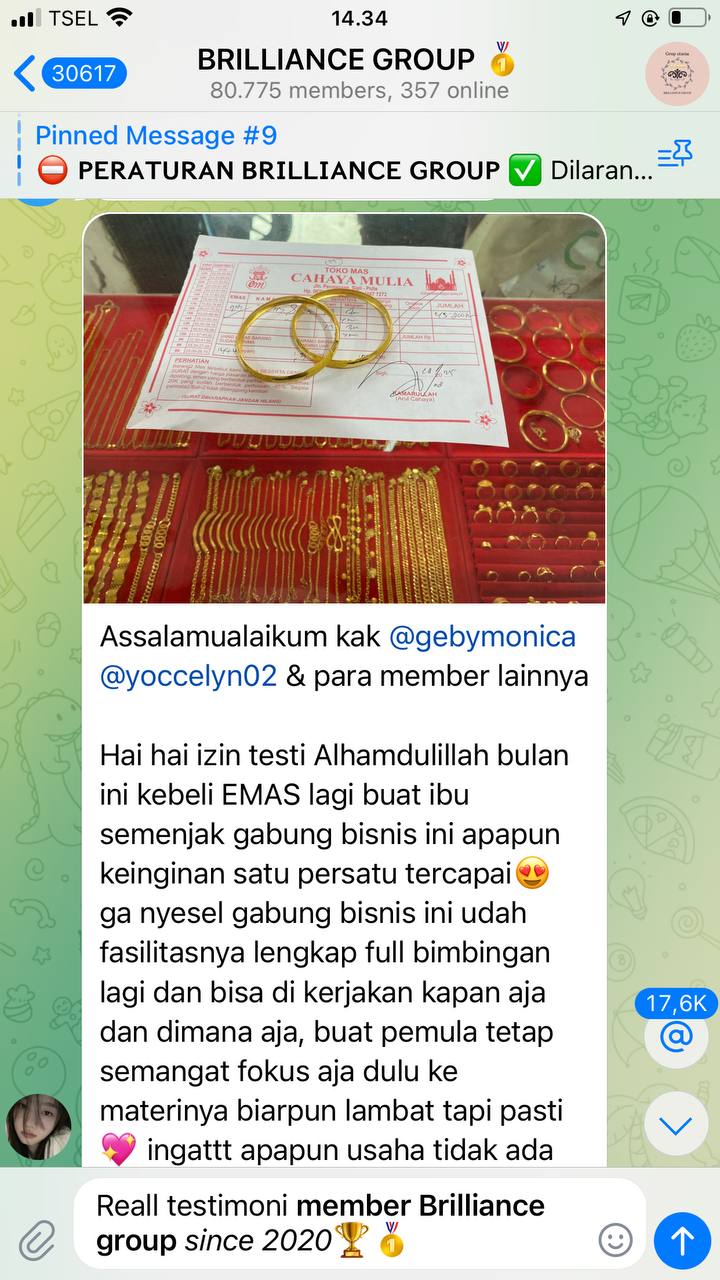 TSEL
14.34
30617
BRILLIANCE GROUP 🏅
80.775 members, 357 online
Pinned Message #9
⛔ PERATURAN BRILLIANCE GROUP ✅ Dilaran...
TOKO MAS
CAHAYA MULIA
EMAS
JUMLAH
JUMLAH Rp
PERHATIAN
(Arul Cahaya)
Assalamualaikum kak @gebymonica
@yoccelyn02 & para member lainnya
Hai hai izin testi Alhamdulillah bulan
ini kebeli EMAS lagi buat ibu
semenjak gabung bisnis ini apapun
keinginan satu persatu tercapai😍
ga nyesel gabung bisnis ini udah
fasilitasnya lengkap full bimbingan
lagi dan bisa di kerjakan kapan aja
dan dimana aja, buat pemula tetap
semangat fokus aja dulu ke
materinya biarpun lambat tapi pasti
💖 ingattt apapun usaha tidak ada
17,6K
@
Reall testimoni member Brilliance
group since 2020🏆🏅